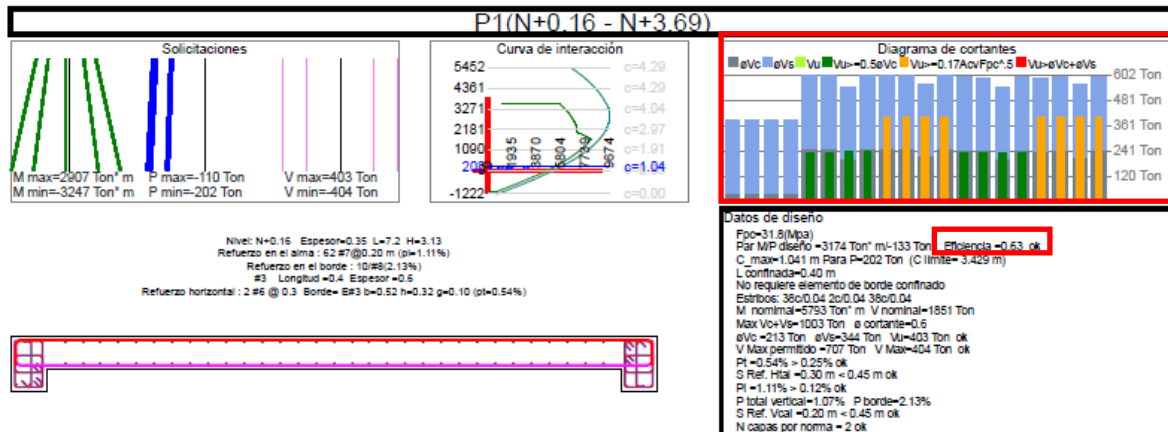 P1(N+0.16 - N+3.69)
Solicitaciones
M max=2907 Ton* m P max=-110 Ton V max=403 Ton
M min=-3247 Ton* m P min=-202 Ton V min=-404 Ton
Curva de interacción
5452
4361
3271
2181
1090
-1222
1935
3870
5804
7739
9674
c=4.29
c=4.29
c=4.04
c=2.97
c=1.91
c=1.04
c=0.00
Diagrama de cortantes
øVc øVs Vu Vu>=0.5øVc Vu>=0.17AcvFpc^.5 Vu>øVc+øVs
602 Ton
481 Ton
361 Ton
241 Ton
120 Ton
Nivel: N+0.16 Espesor=0.35 L=7.2 H=3.13
Refuerzo en el alma : 62 #7@0.20 m (pl=1.11%)
Refuerzo en el borde : 10/#8(2.13%)
#3 Longitud =0.4 Espesor =0.6
Refuerzo horizontal : 2 #6 @ 0.3 Borde= E#3 b=0.52 h=0.32 g=0.10 (pt=0.54%)
Datos de diseño
Fpc=31.8(Mpa)
Par M/P diseño =3174 Ton* m/-133 Ton Eficiencia =0.63 ok
C_max=1.041 m Para P=202 Ton (C limite= 3.429 m)
L confinada=0.40 m
No requiere elemento de borde confinado
Estribos: 38c/0.04 2c/0.04 38c/0.04
M nomimal=5793 Ton* m V nominal=1851 Ton
Max Vc+Vs=1003 Ton ø cortante=0.6
øVc =213 Ton øVs=344 Ton Vu=403 Ton ok
V Max permitido =707 Ton V Max=404 Ton ok
Pt =0.54% > 0.25% ok
S Ref. Htal =0.30 m < 0.45 m ok
Pl =1.11% > 0.12% ok
P total vertical=1.07% P borde=2.13%
S Ref. Vcal =0.20 m < 0.45 m ok
N capas por norma = 2 ok